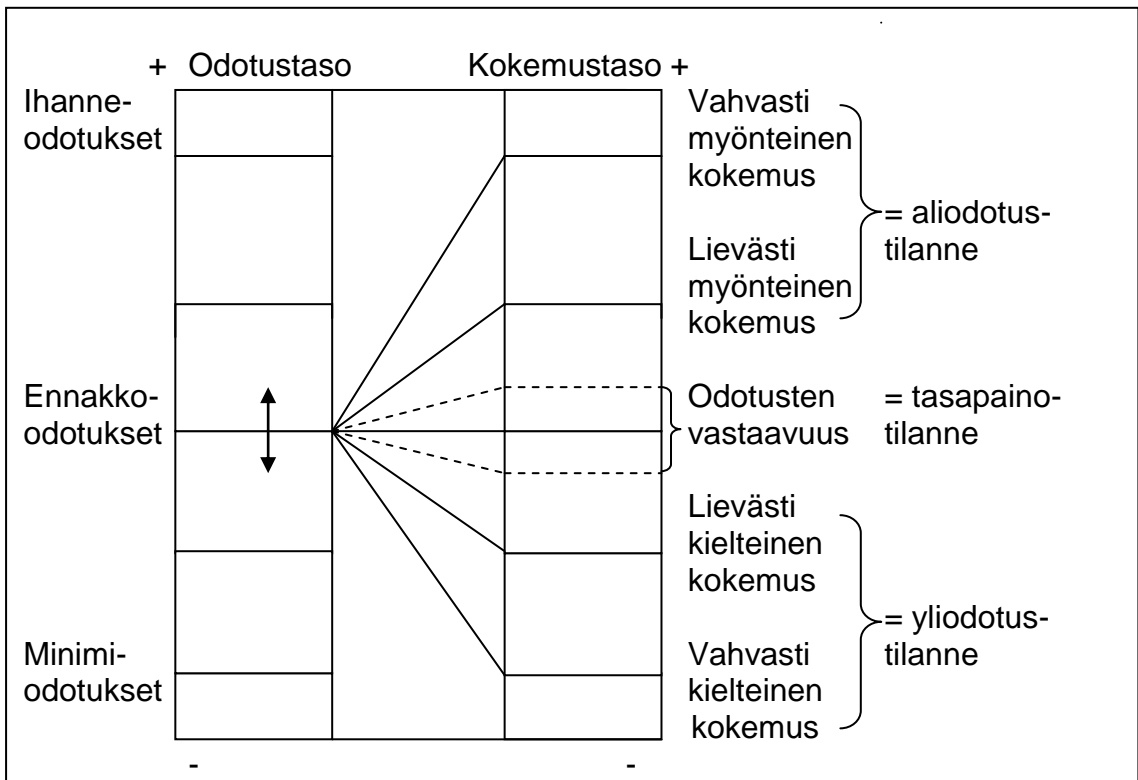 + Odotustaso Kokemustaso +
Ihanne-
odotukset
Vahvasti
myönteinen
kokemus
= aliodotus-
tilanne
Lievästi
myönteinen
kokemus
Ennakko-
odotukset
Odotusten
vastaavuus
= tasapaino-
tilanne
Lievästi
kielteinen
kokemus
= yliodotus-
tilanne
Minimi-
odotukset
Vahvasti
kielteinen
kokemus
- -